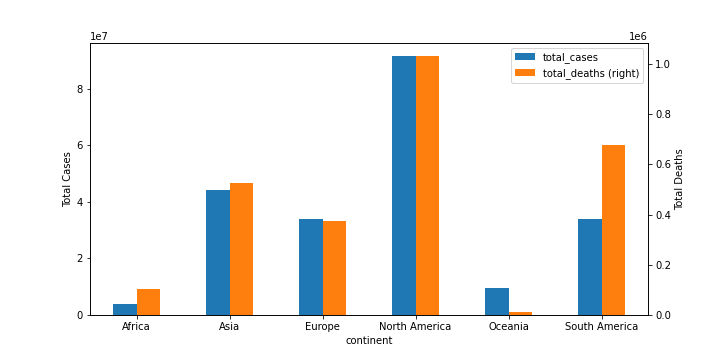 1e7
1e6
total_cases
total_deaths (right)
Total Cases
8
6
4
2
0
1.0
0.8
0.6
0.4
0.2
0.0
Total Deaths
Africa Asia Europe North America Oceania South America
continent